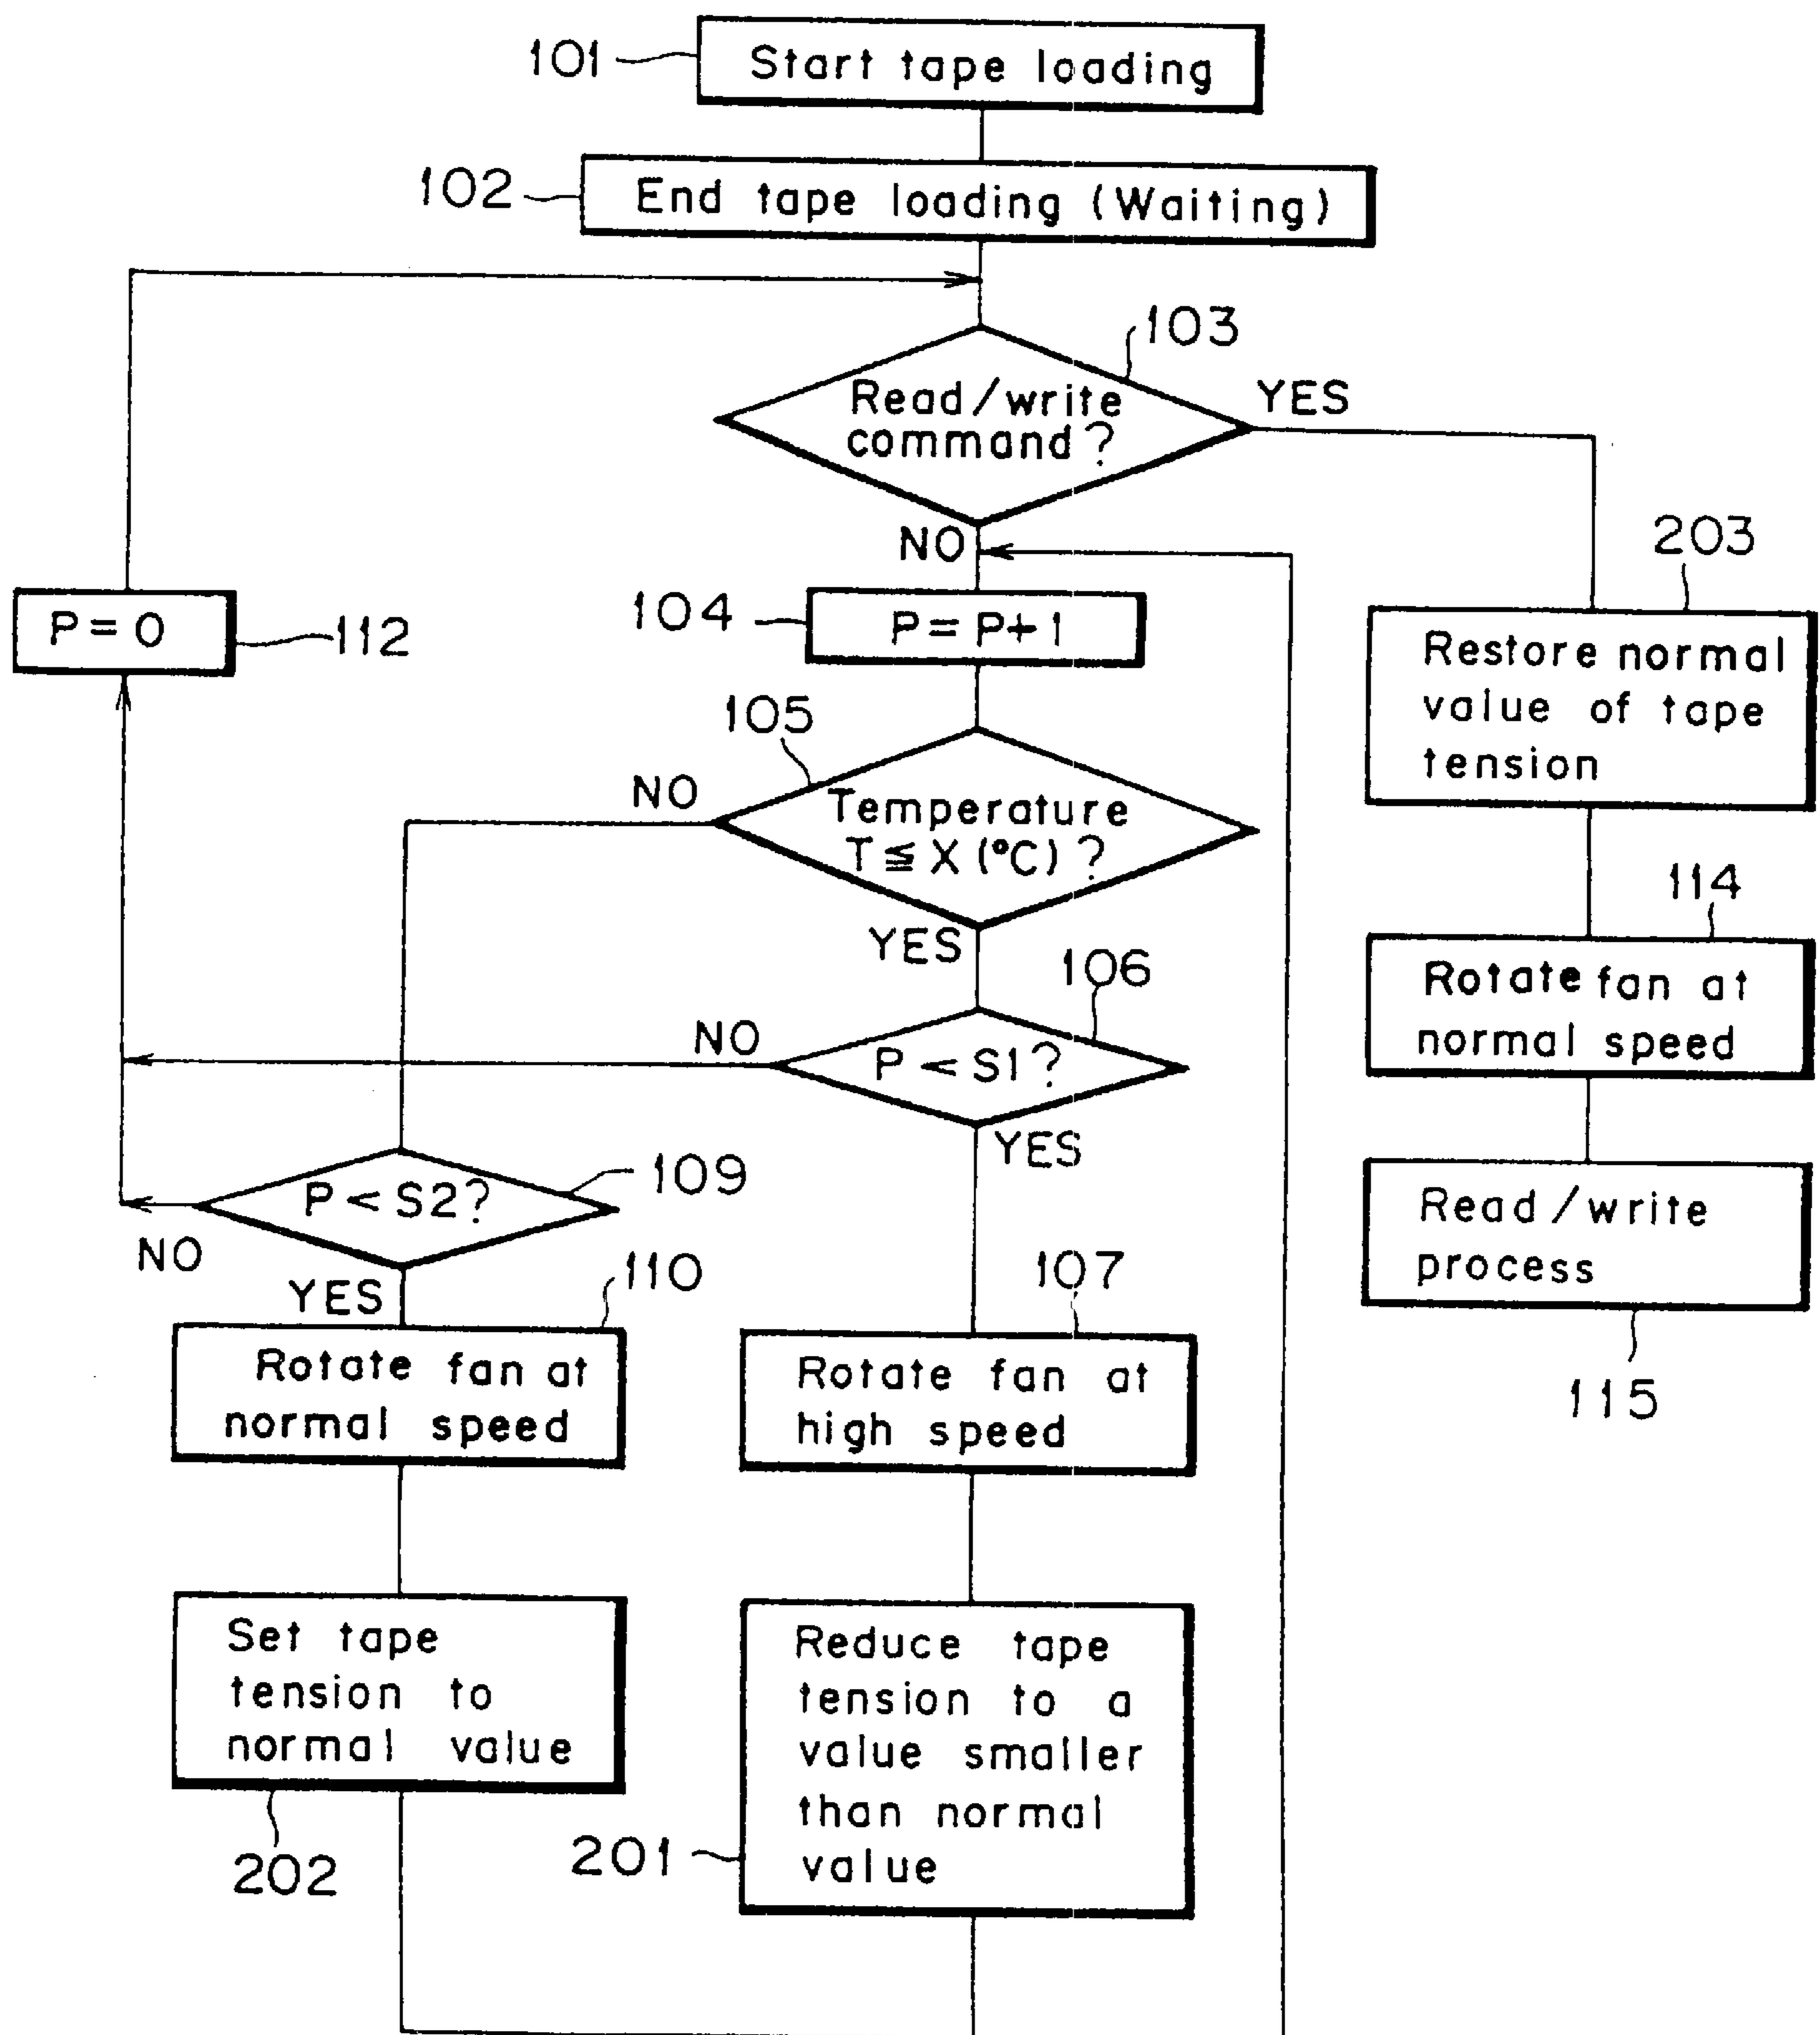 101
Start tape loading
102
End tape loading (Waiting)
103
Read/write
command?
YES
NO
203
P = 0
112
104
P = P+1
Restore normal
value of tape
tension
105
NO
Temperature
T ≦ X (°C) ?
YES
114
Rotate fan at
normal speed
106
NO
P < S1?
YES
109
P < S2?
NO
YES
Read/write
process
115
110
Rotate fan at
normal speed
107
Rotate fan at
high speed
Set tape
tension to
normal value
202
Reduce tape
tension to a
value smaller
than normal
value
201